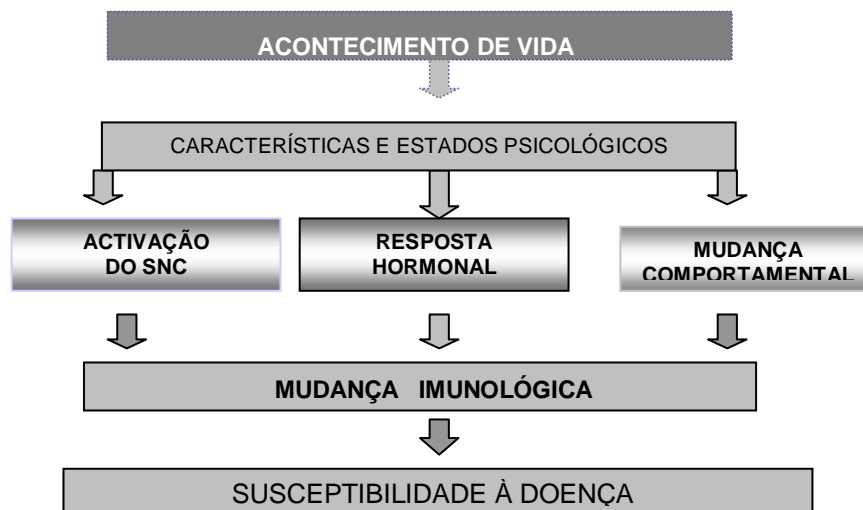 ACONTECIMENTO DE VIDA
CARACTERÍSTICAS E ESTADOS PSICOLÓGICOS
ACTIVAÇÃO
DO SNC
RESPOSTA
HORMONAL
MUDANÇA
COMPORTAMENTAL
MUDANÇA IMUNOLÓGICA
SUSCEPTIBILIDADE À DOENÇA